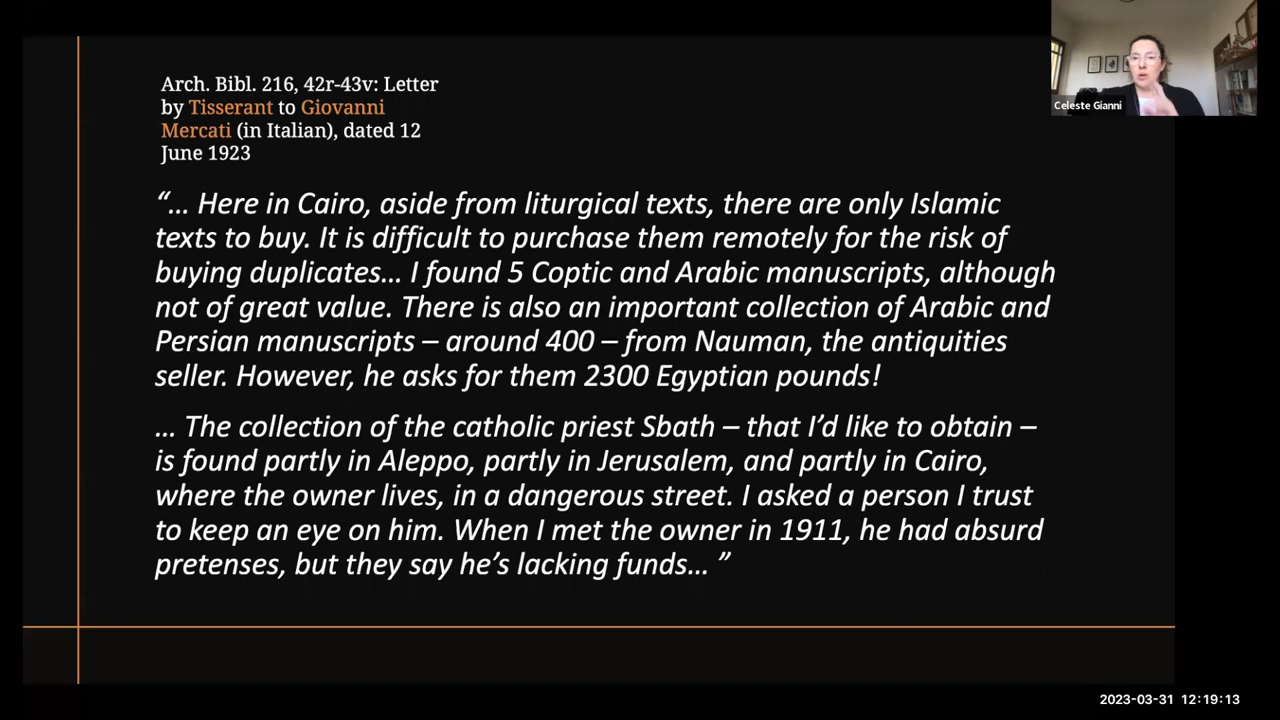 Arch. Bibl. 216, 42r-43v: Letter
by Tisserant to Giovanni
Mercati (in Italian), dated 12
June 1923
“… Here in Cairo, aside from liturgical texts, there are only Islamic
texts to buy. It is difficult to purchase them remotely for the risk of
buying duplicates… I found 5 Coptic and Arabic manuscripts, although
not of great value. There is also an important collection of Arabic and
Persian manuscripts – around 400 – from Nauman, the antiquities
seller. However, he asks for them 2300 Egyptian pounds!
… The collection of the catholic priest Sbath – that I’d like to obtain –
is found partly in Aleppo, partly in Jerusalem, and partly in Cairo,
where the owner lives, in a dangerous street. I asked a person I trust
to keep an eye on him. When I met the owner in 1911, he had absurd
pretenses, but they say he’s lacking funds… ”
Celeste Gianni
2023-03-31 12:19:13